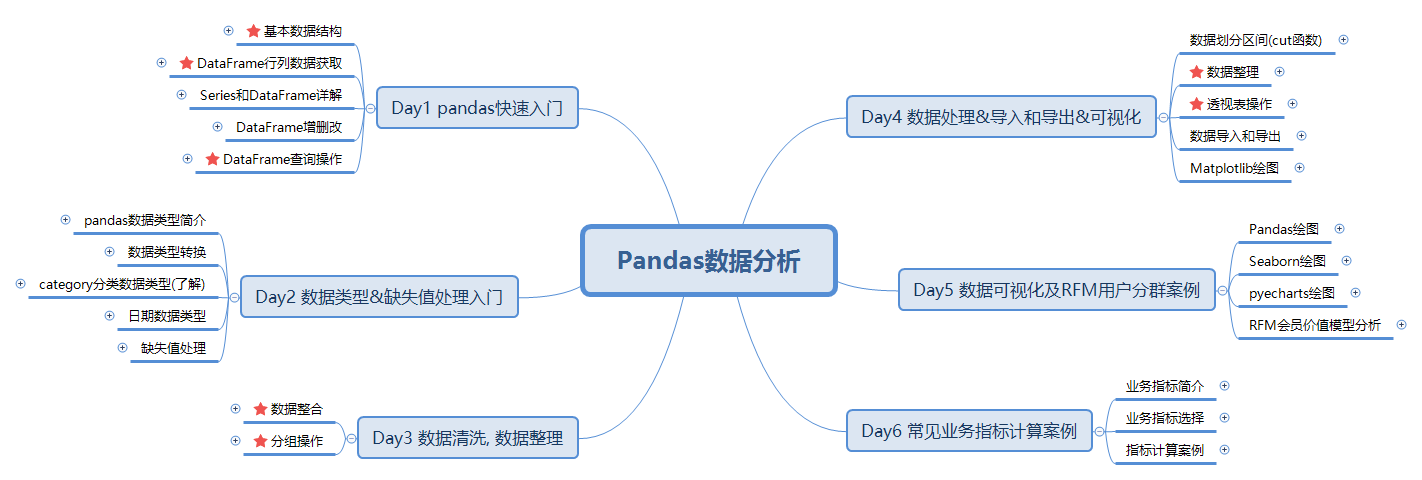 Pandas数据分析
Day1 pandas快速入门
基本数据结构
DataFrame行列数据获取
Series和DataFrame详解
DataFrame增删改
DataFrame查询操作
Day2 数据类型&缺失值处理入门
pandas数据类型简介
数据类型转换
category分类数据类型(了解)
日期数据类型
缺失值处理
Day3 数据清洗, 数据整理
数据整合
分组操作
Day4 数据处理&导入和导出&可视化
数据划分区间(cut函数)
数据整理
透视表操作
数据导入和导出
Matplotlib绘图
Day5 数据可视化及RFM用户分群案例
Pandas绘图
Seaborn绘图
pyecharts绘图
RFM会员价值模型分析
Day6 常见业务指标计算案例
业务指标简介
业务指标选择
指标计算案例